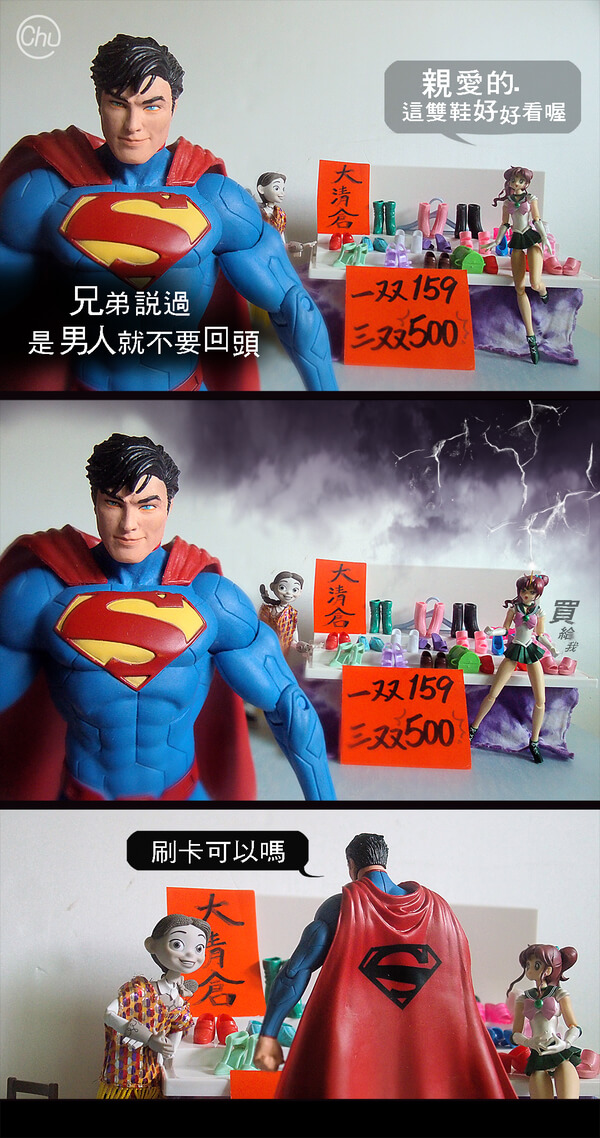 Chu
親愛的.
這雙鞋好好看喔
大清倉
一双159
三双500
兄弟説過
是男人就不要回頭
大清倉
一双159
三双500
買給我
刷卡可以嗎
大清倉